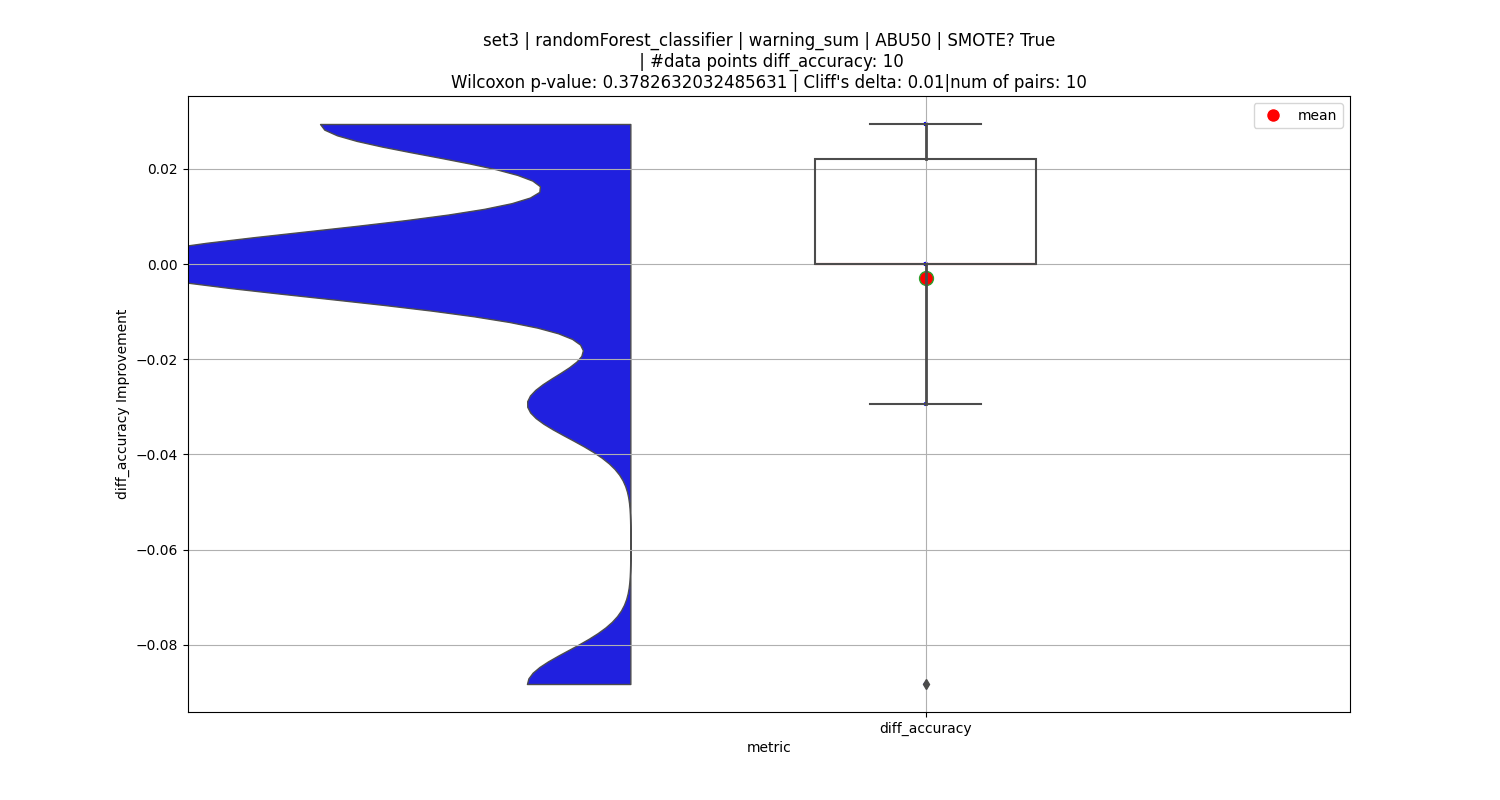 set3 | randomForest_classifier | warning_sum | ABU50 | SMOTE? True
| #data points diff_accuracy: 10
Wilcoxon p-value: 0.3782632032485631 | Cliff's delta: 0.01|num of pairs: 10
mean
0.02
0.00
−0.02
−0.04
−0.06
−0.08
diff_accuracy Improvement
diff_accuracy
metric